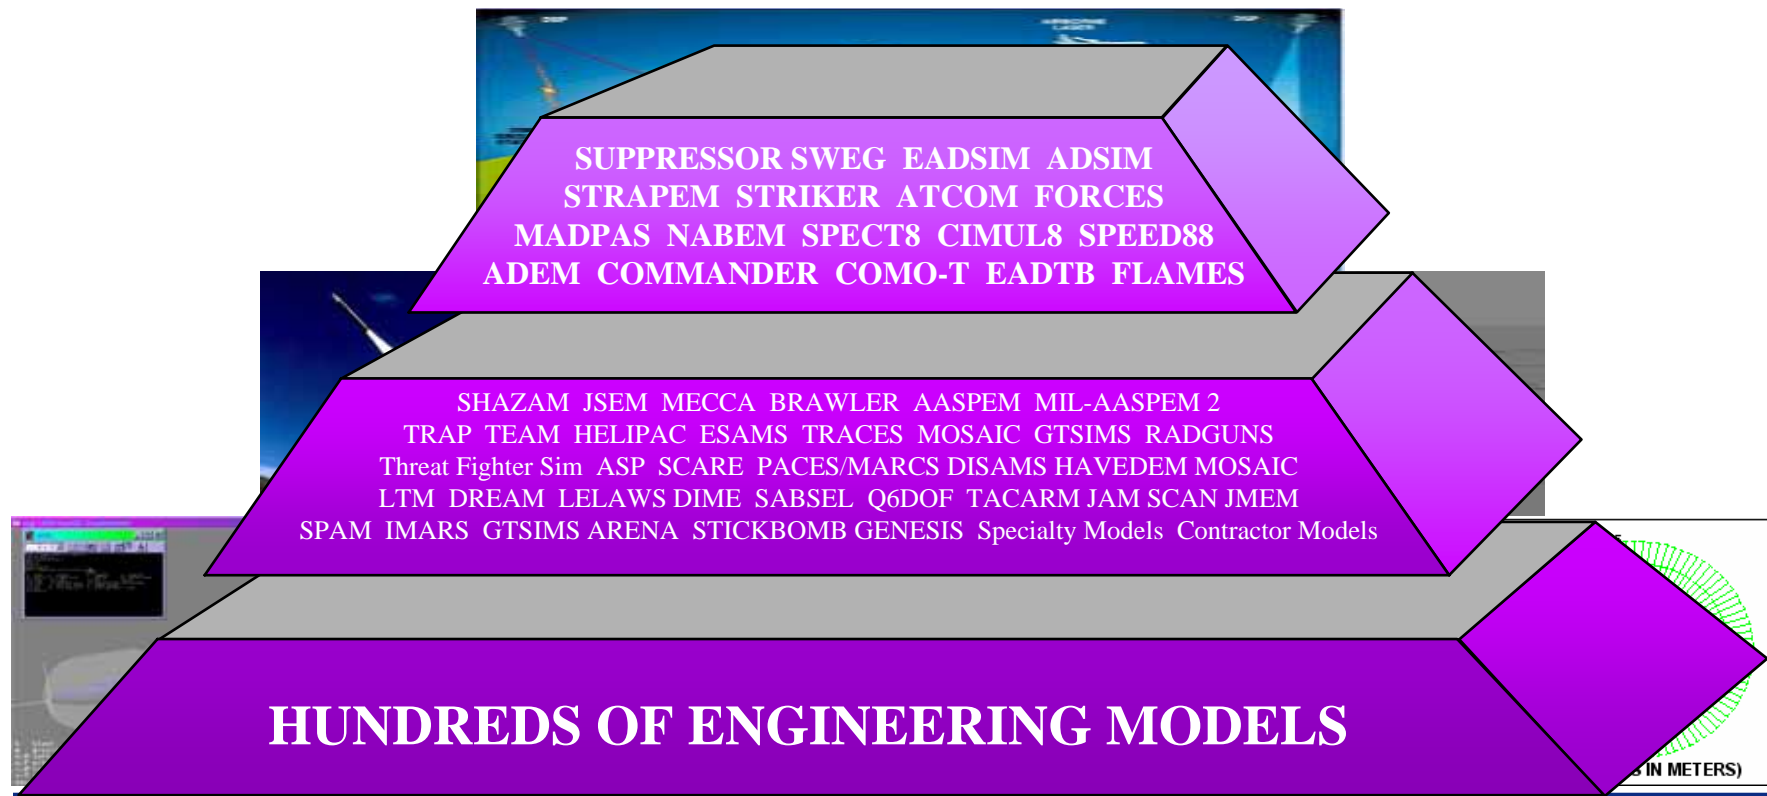 AIRBORNE
LASER
SUPPRESSOR SWEG EADSIM ADSIM
STRAPEM STRIKER ATCOM FORCES
MADPAS NABEM SPECT8 CIMUL8 SPEED88
ADEM COMMANDER COMO-T EADTB FLAMES
SHAZAM JSEM MECCA BRAWLER AASPEM MIL-AASPEM 2
TRAP TEAM HELIPAC ESAMS TRACES MOSAIC GTSIMS RADGUNS
Threat Fighter Sim ASP SCARE PACES/MARCS DISAMS HAVEDEM MOSAIC
LTM DREAM LELAWS DIME SABSEL Q6DOF TACARM JAM SCAN JMEM
SPAM IMARS GTSIMS ARENA STICKBOMB GENESIS Specialty Models Contractor Models
HUNDREDS OF ENGINEERING MODELS
IN METERS)